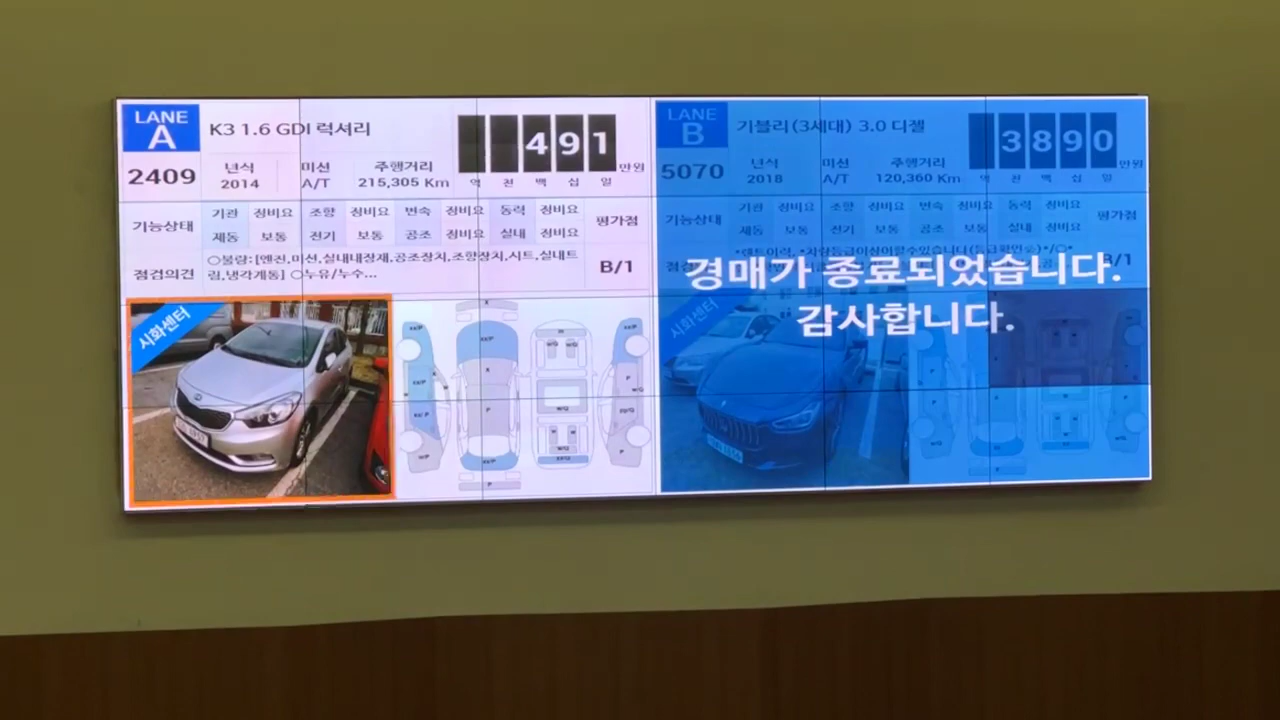 LANE
A
2409
K3 1.6 GDI 럭셔리
491
만원
년식
2014
미션
A/T
주행거리
215,305 Km
억 천 백 십 일
기능상태
기관 정비요 조향 정비요 변속 정비요 동력 정비요
제동 보통 전기 보통 공조 정비요 실내 정비요
평가점
점검의견
○불량:[엔진,미션,실내내장재,공조장치,조향장치,시트,실내트
림,냉각계통] ○누유/누수...
B/1
시화센터
LANE
B
5070
기블리(3세대) 3.0 디젤
3890
만원
년식
2018
미션
A/T
주행거리
120,360 Km
억 천 백 십 일
기능상태
기관 정비요 조향 정비요 변속 정비요 동력 정비요
제동 보통 전기 보통 공조 정비요 실내 정비요
평가점
B/1
경매가 종료되었습니다.
감사합니다.
시화센터